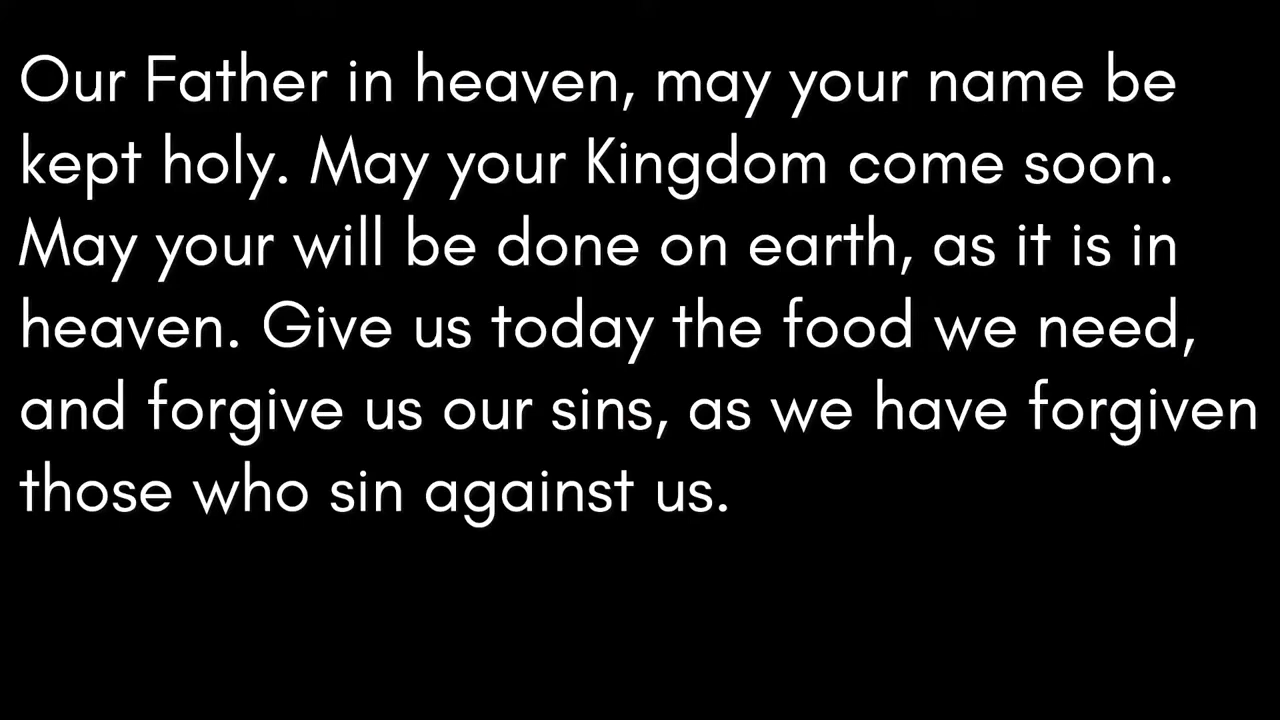 Our Father in heaven, may your name be
kept holy. May your Kingdom come soon.
May your will be done on earth, as it is in
heaven. Give us today the food we need,
and forgive us our sins, as we have forgiven
those who sin against us.